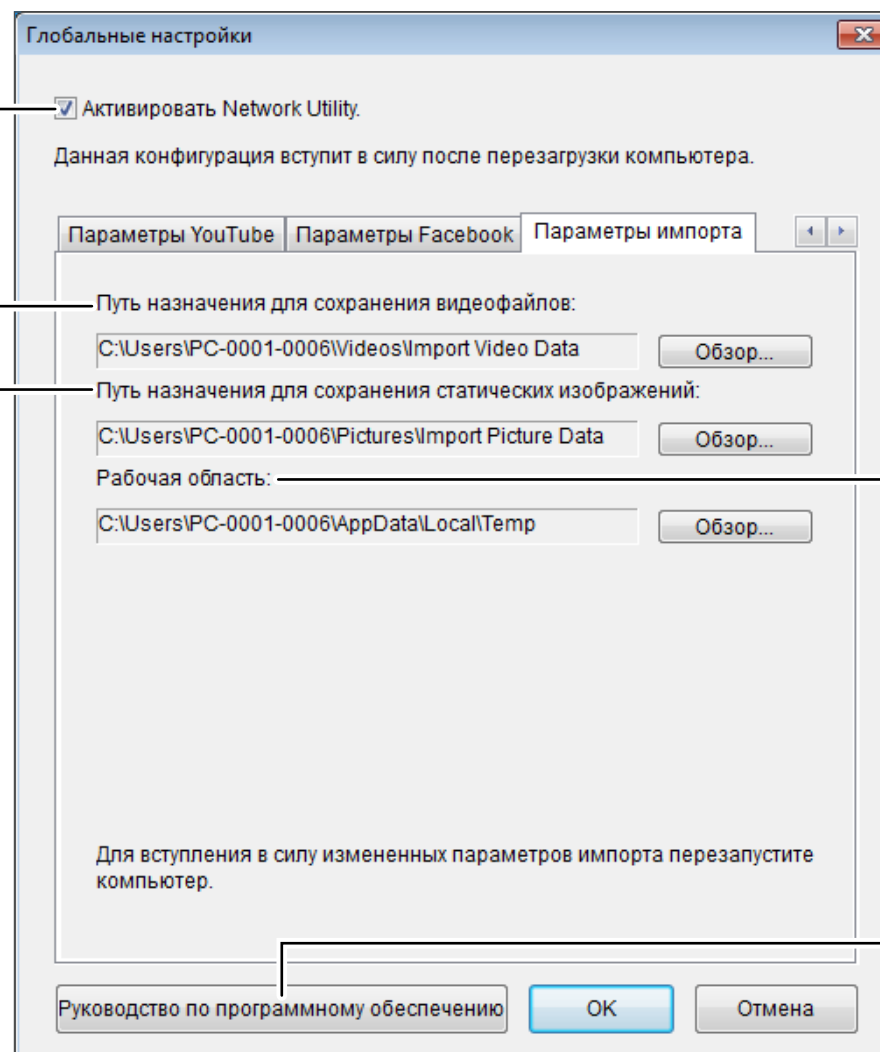 Глобальные настройки
Активировать Network Utility.
Данная конфигурация вступит в силу после перезагрузки компьютера.
Параметры YouTube Параметры Facebook Параметры импорта
Путь назначения для сохранения видеофайлов:
C:\Users\PC-0001-0006\Videos\Import Video Data Обзор...
Путь назначения для сохранения статических изображений:
C:\Users\PC-0001-0006\Pictures\Import Picture Data Обзор...
Рабочая область:
C:\Users\PC-0001-0006\AppData\Local\Temp Обзор...
Для вступления в силу измененных параметров импорта перезапустите
компьютер.
Руководство по программному обеспечению OK Отмена